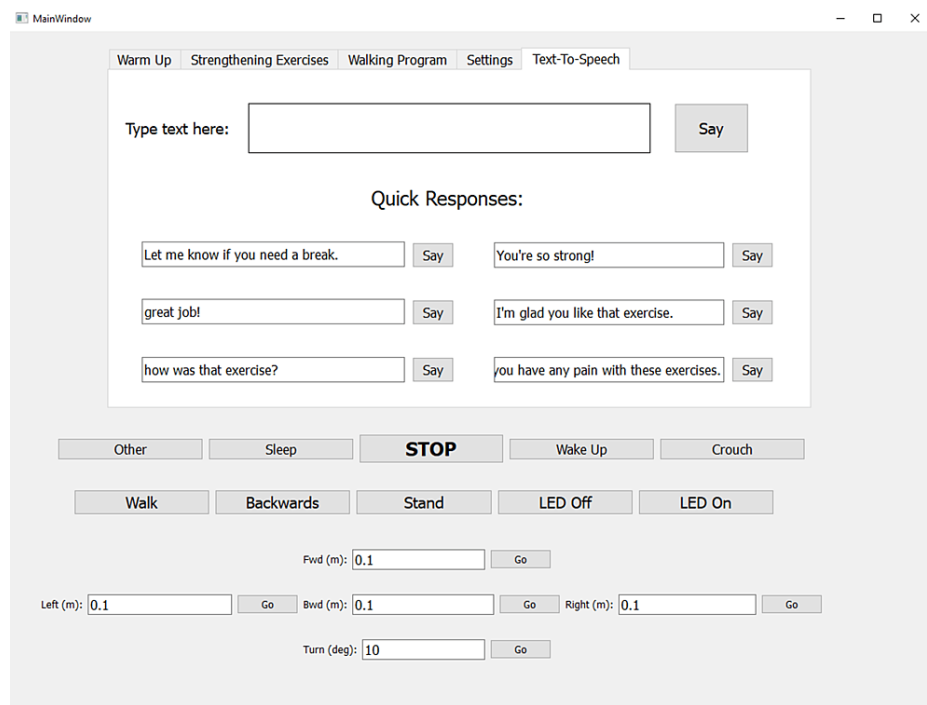 MainWindow
Warm Up Strengthening Exercises Walking Program Settings Text-To-Speech
Type text here: Say
Quick Responses:
Let me know if you need a break. Say You're so strong! Say
great job! Say I'm glad you like that exercise. Say
how was that exercise? Say you have any pain with these exercises. Say
Other Sleep STOP Wake Up Crouch
Walk Backwards Stand LED Off LED On
Fwd (m): 0.1 Go
Left (m): 0.1 Go Bwd (m): 0.1 Go Right (m): 0.1 Go
Turn (deg): 10 Go